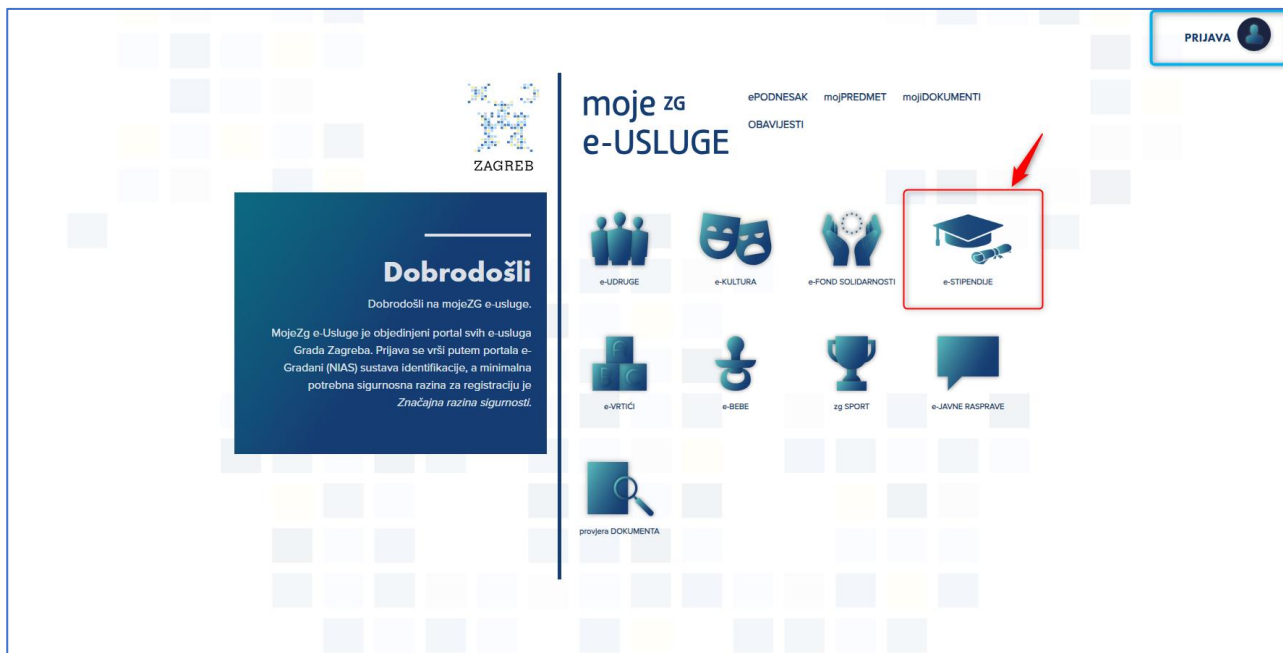 PRIJAVA
ZAGREB
moje ZG
e-USLUGE
ePODNESAK mojPREDMET mojiDOKUMENTI
OBAVIJESTI
Dobrodošli
Dobrodošli na mojeZG e-usluge.
MojeZg e-Usluge je objedinjeni portal svih e-usluga
Grada Zagreba. Prijava se vrši putem portala e-
Građani (NIAS) sustava identifikacije, a minimalna
potrebna sigurnosna razina za registraciju je
Značajna razina sigurnosti.
e-UDRUGE e-KULTURA e-FOND SOLIDARNOSTI e-STIPENDIJE
A
B C
e-VRTIĆI e-BEBE zg SPORT e-JAVNE RASPRAVE
provjera DOKUMENTA